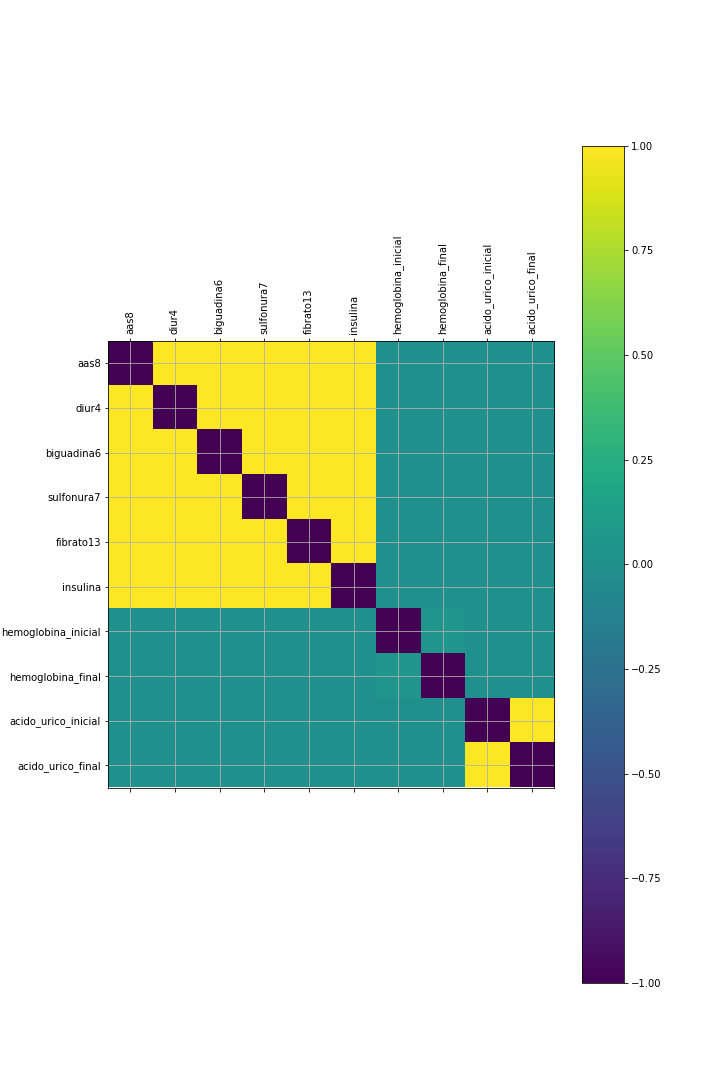 aas8
diur4
biguadina6
sulfonura7
fibrato13
insulina
hemoglobina_inicial
hemoglobina_final
acido_urico_inicial
acido_urico_final
aas8
diur4
biguadina6
sulfonura7
fibrato13
insulina
hemoglobina_inicial
hemoglobina_final
acido_urico_inicial
acido_urico_final
1.00
0.75
0.50
0.25
0.00
−0.25
−0.50
−0.75
−1.00